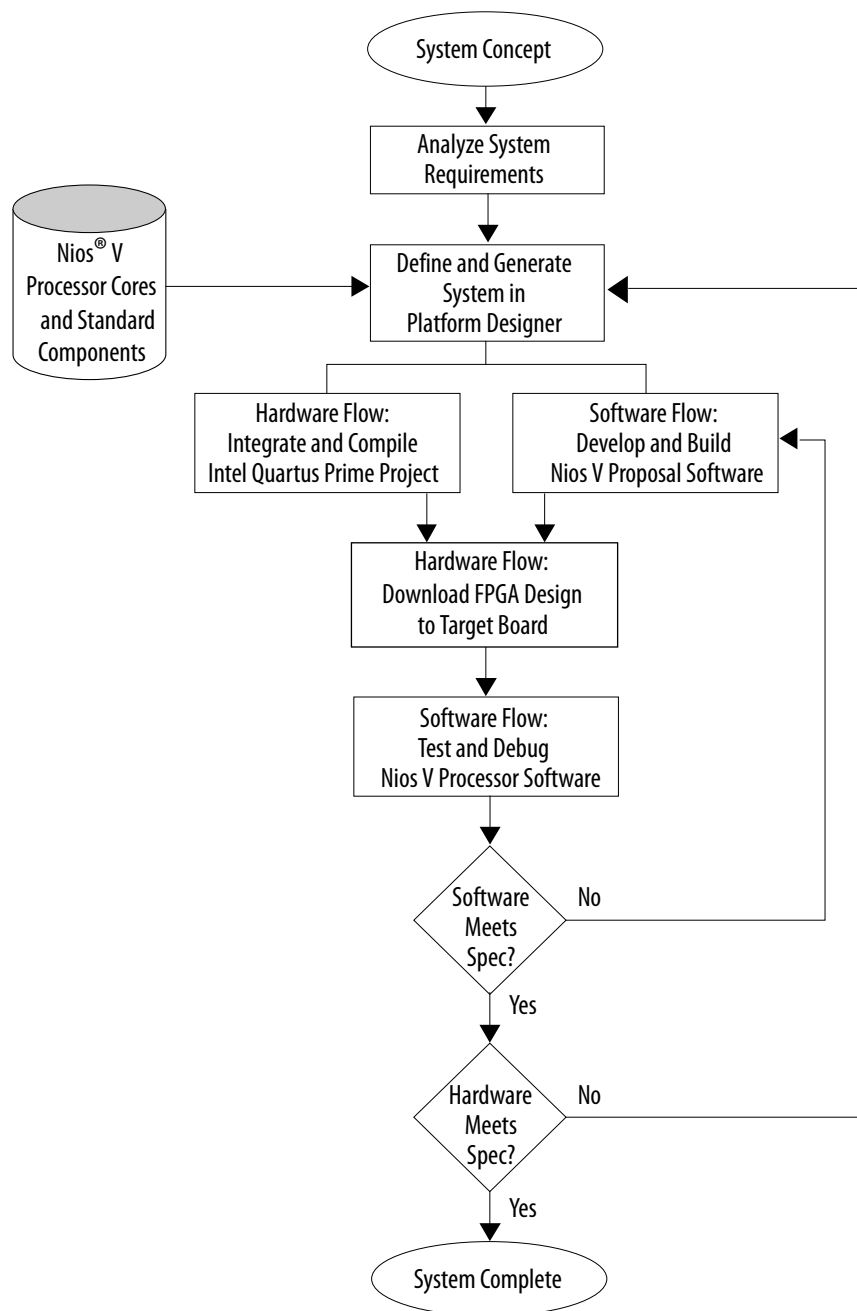 System Concept
Analyze System
Requirements
Nios® V
Processor Cores
and Standard
Components
Define and Generate
System in
Platform Designer
Hardware Flow:
Integrate and Compile
Intel Quartus Prime Project
Software Flow:
Develop and Build
Nios V Proposal Software
Hardware Flow:
Download FPGA Design
to Target Board
Software Flow:
Test and Debug
Nios V Processor Software
Software
Meets
Spec?
No
Yes
Hardware
Meets
Spec?
No
Yes
System Complete